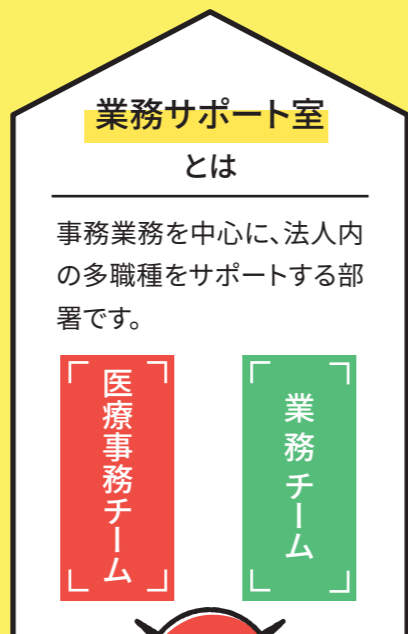 業務サポート室
とは
事務業務を中心に、法人内
の多職種をサポートする部
署です。
医療事務チーム
業務チーム